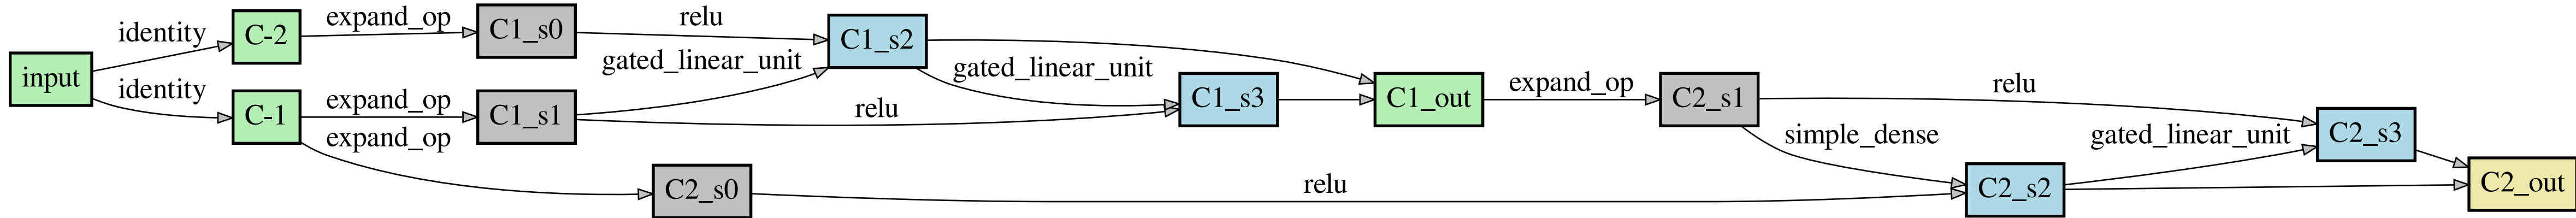 input
identity
identity
C-2
C-1
expand_op
expand_op
expand_op
C1_s0
C1_s1
C2_s0
relu
gated_linear_unit
relu
C1_s2
gated_linear_unit
C1_s3
C1_out
relu
expand_op
C2_s1
relu
simple_dense
C2_s2
gated_linear_unit
C2_s3
C2_out